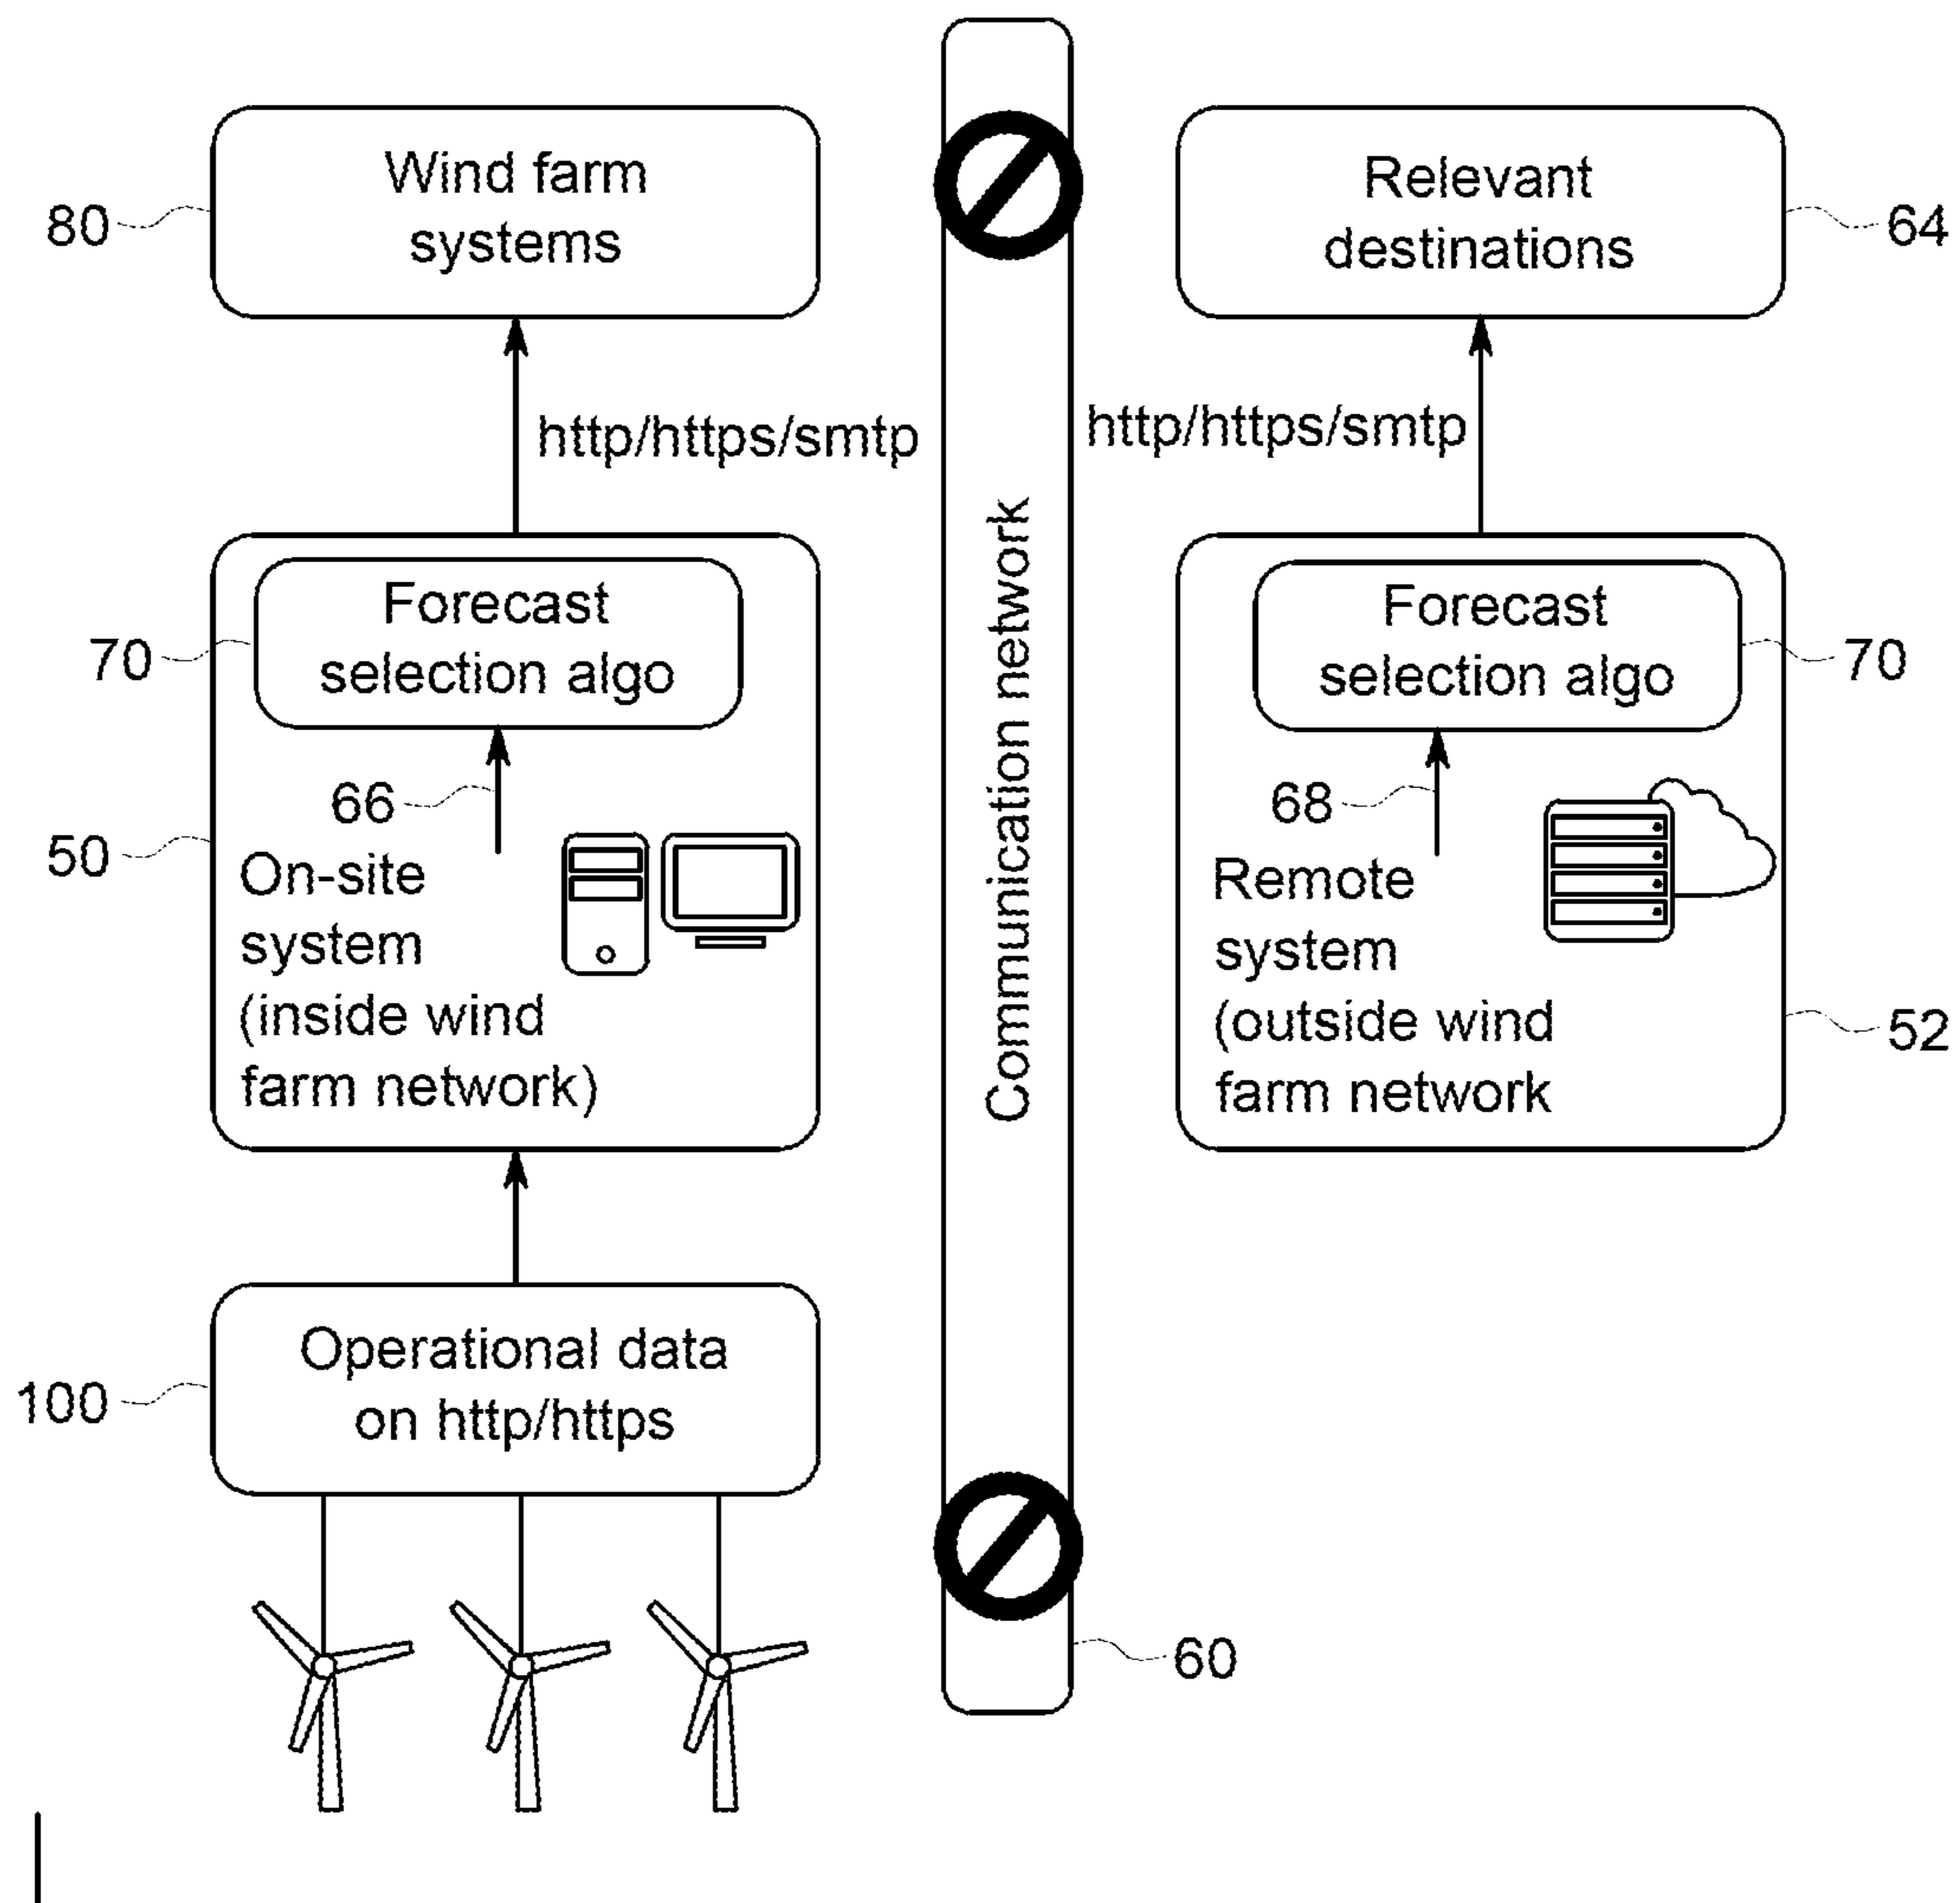 Wind farm
systems
80
Relevant
destinations
64
http/https/smtp
http/https/smtp
Communication network
Forecast
selection algo
70
66
50
On-site
system
(inside wind
farm network)
Forecast
selection algo
70
68
Remote
system
(outside wind
farm network
52
Operational data
on http/https
100
60